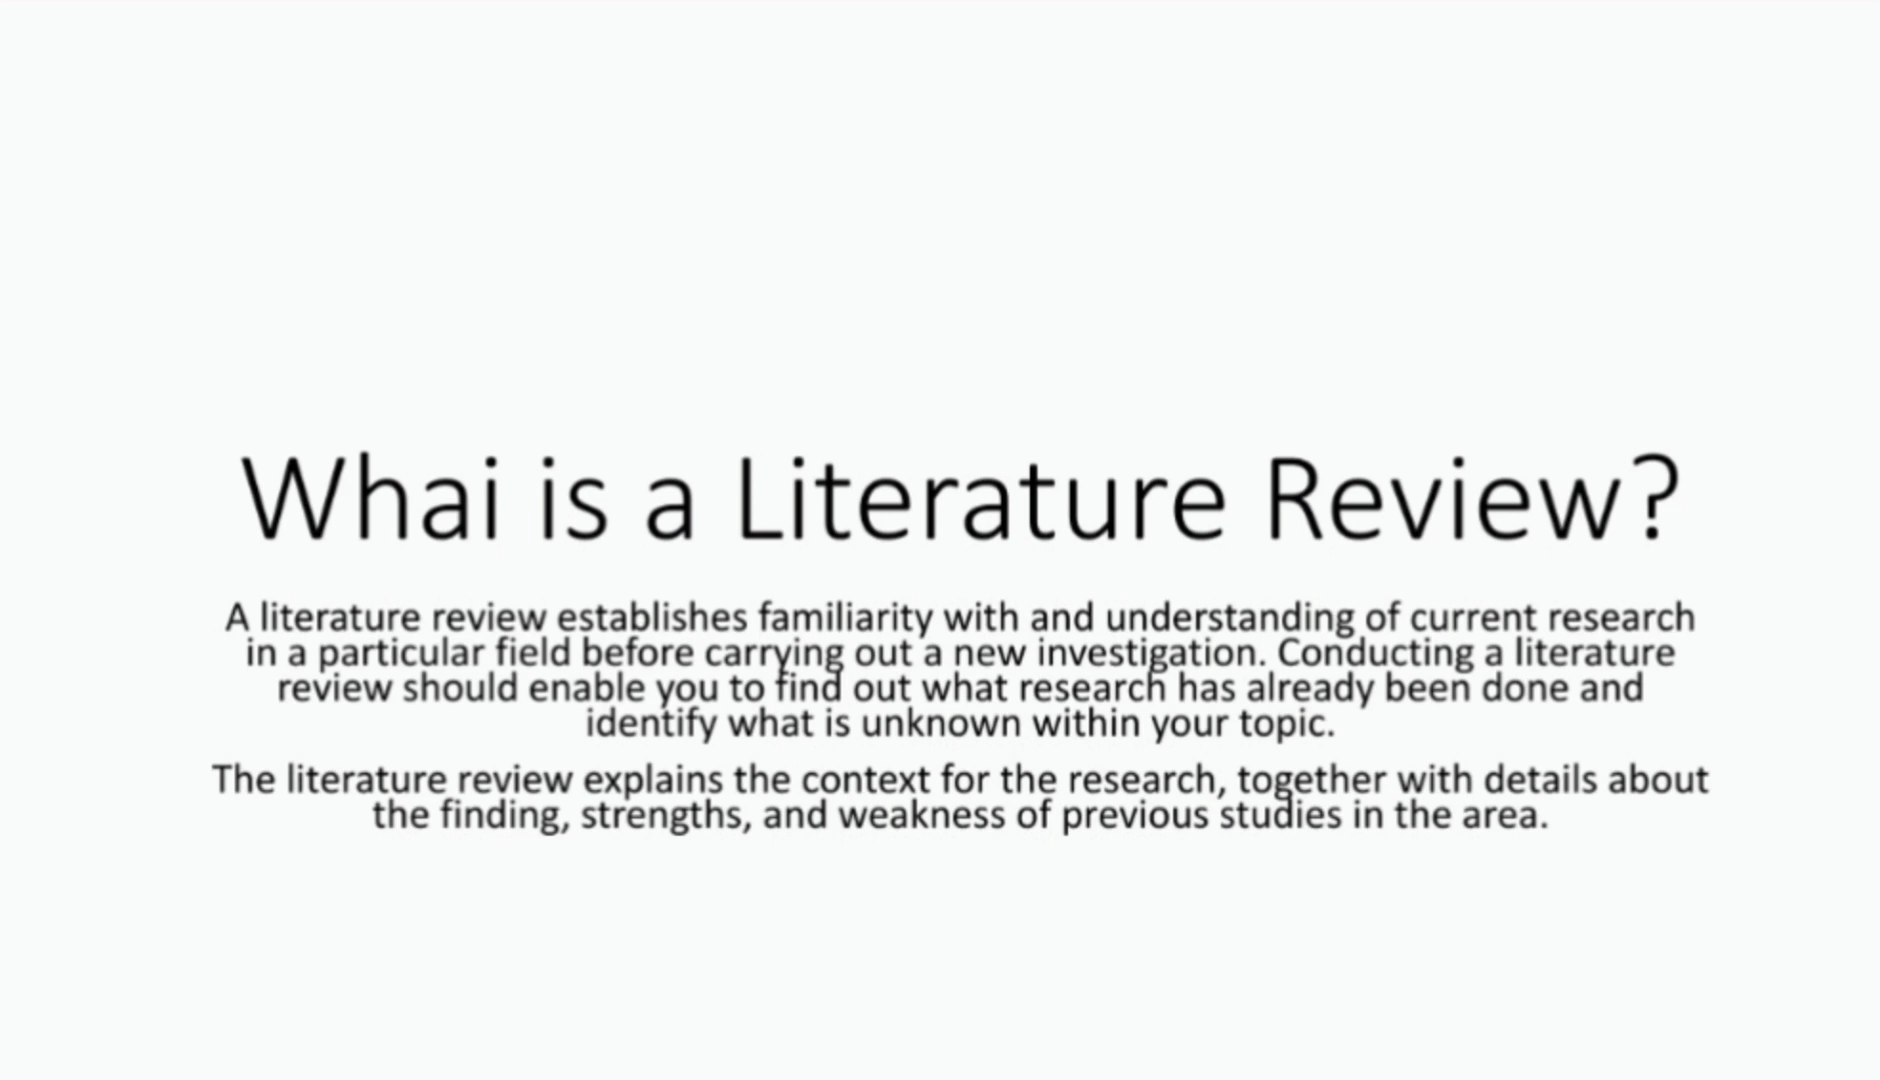 Whai is a Literature Review?
A literature review establishes familiarity with and understanding of current research
in a particular field before carrying out a new investigation. Conducting a literature
review should enable you to find out what research has already been done and
identify what is unknown within your topic.
The literature review explains the context for the research, together with details about
the finding, strengths, and weakness of previous studies in the area.